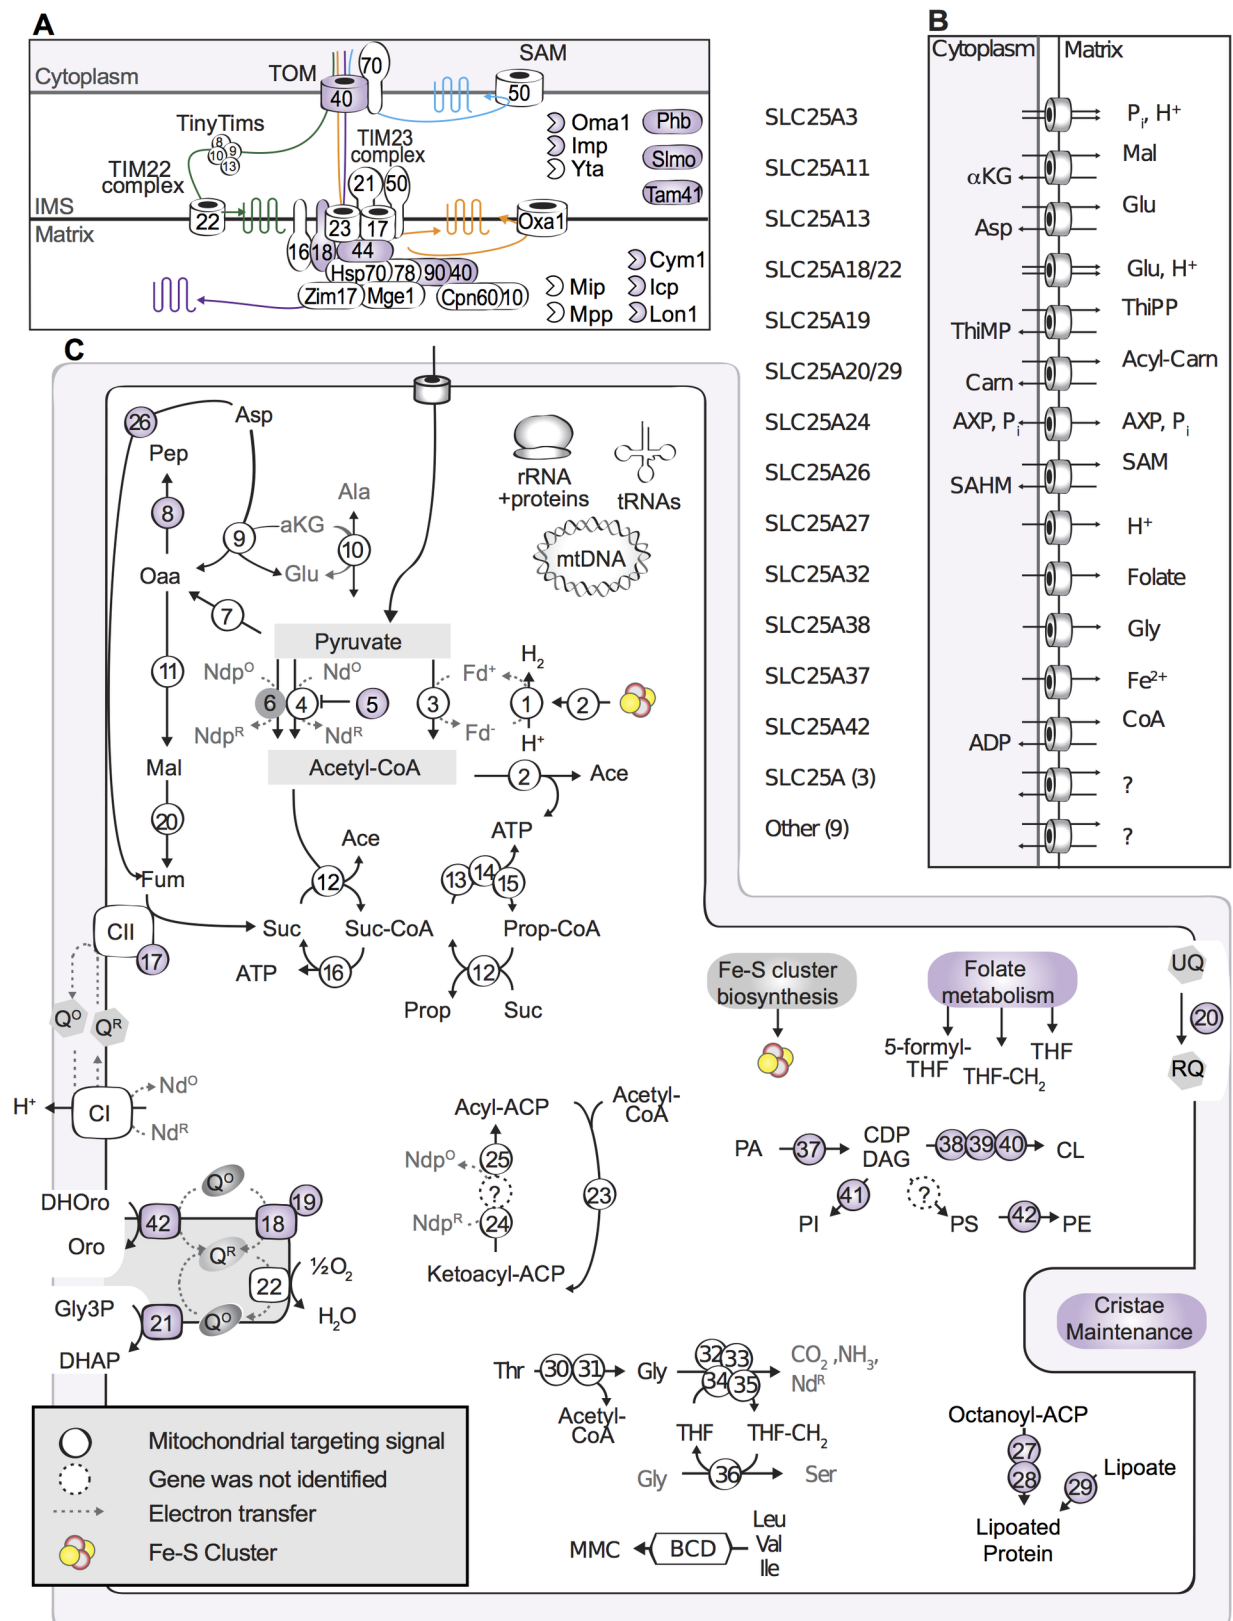 A
Cytoplasm
TOM
70
SAM
40
50
TinyTims
8
10
9
13
TIM22
complex
TIM23
complex
21
50
Oma1
Imp
Yta
Phb
Slmo
Tam41
IMS
Matrix
22
23
17
Oxa1
16
18
44
Hsp70
78
90
40
Zim17
Mge1
Cpn60
10
Mip
Mpp
Cym1
Icp
Lon1
B
Cytoplasm
Matrix
SLC25A3
Pi, H+
SLC25A11
αKG
Mal
SLC25A13
Asp
Glu
SLC25A18/22
Glu, H+
SLC25A19
ThiMP
ThiPP
SLC25A20/29
Carn
Acyl-Carn
SLC25A24
AXP, Pi
AXP, Pi
SLC25A26
SAHM
SAM
SLC25A27
H+
SLC25A32
Folate
SLC25A38
Gly
SLC25A37
Fe2+
SLC25A42
ADP
CoA
SLC25A (3)
?
Other (9)
?
C
26
Asp
Pep
8
9
aKG
Ala
10
Glu
Oaa
7
rRNA
+proteins
tRNAs
mtDNA
Pyruvate
11
NdpO
NdO
6
4
5
NdpR
NdR
3
Fd+
Fd-
H2
1
2
H+
Acetyl-CoA
2
Ace
ATP
Mal
20
Fum
Ace
12
Suc
Suc-CoA
ATP
16
13
14
15
Prop-CoA
12
Prop
Suc
CII
17
QO
QR
NdO
H+
CI
NdR
DHOro
42
Oro
QO
18
19
QR
22
½O2
H2O
Gly3P
21
QO
DHAP
Acyl-ACP
Acetyl-
CoA
NdpO
25
?
23
NdpR
24
Ketoacyl-ACP
Fe-S cluster
biosynthesis
Folate
metabolism
5-formyl-
THF
THF-CH2
THF
UQ
20
RQ
PA
37
CDP
DAG
38
39
40
CL
41
?
PI
PS
42
PE
Cristae
Maintenance
Thr
30
31
Gly
32
33
34
35
CO2 ,NH3,
NdR
Acetyl-
CoA
THF
THF-CH2
Gly
36
Ser
MMC
BCD
Leu
Val
Ile
Octanoyl-ACP
27
28
29
Lipoate
Lipoated
Protein
Mitochondrial targeting signal
Gene was not identified
Electron transfer
Fe-S Cluster